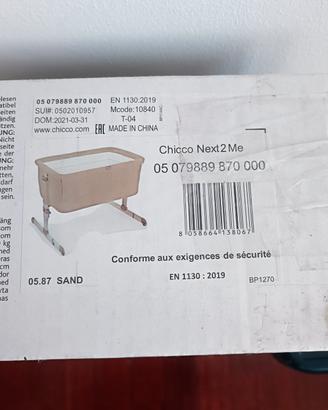 05 079889 870 000 EN 1130:2019
SUI#: 0502010957 Mcode:10840
DOM:2021-03-31 T-04
www.chicco.com EAC MADE IN CHINA
Chicco Next2Me
05 079889 870 000
8 058664 138067
Conforme aux exigences de sécurité
EN 1130 : 2019
BP1270
05.87 SAND